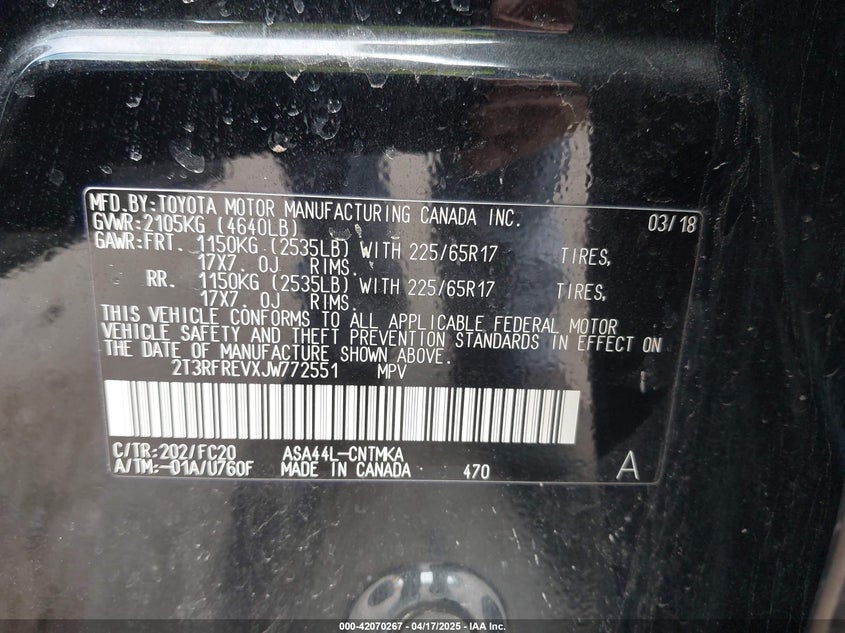 MFD.BY:TOYOTA MOTOR MANUFACTURING CANADA INC. 03/18
GVWR:2105KG (4640LB)
GAWR:FRT. 1150KG (2535LB) WITH 225/65R17 TIRES,
17X7.0J RIMS.
RR. 1150KG (2535LB) WITH 225/65R17 TIRES,
17X7.0J RIMS.
THIS VEHICLE CONFORMS TO ALL APPLICABLE FEDERAL MOTOR
VEHICLE SAFETY AND THEFT PREVENTION STANDARDS IN EFFECT ON
THE DATE OF MANUFACTURE SHOWN ABOVE.
2T3RFREVXJW772551 MPV
C/TR:202/FC20 ASA44L-CNTMKA
A/TM:-01A/U760F MADE IN CANADA 470 A
000-42070267 - 04/17/2025 - IAA Inc.